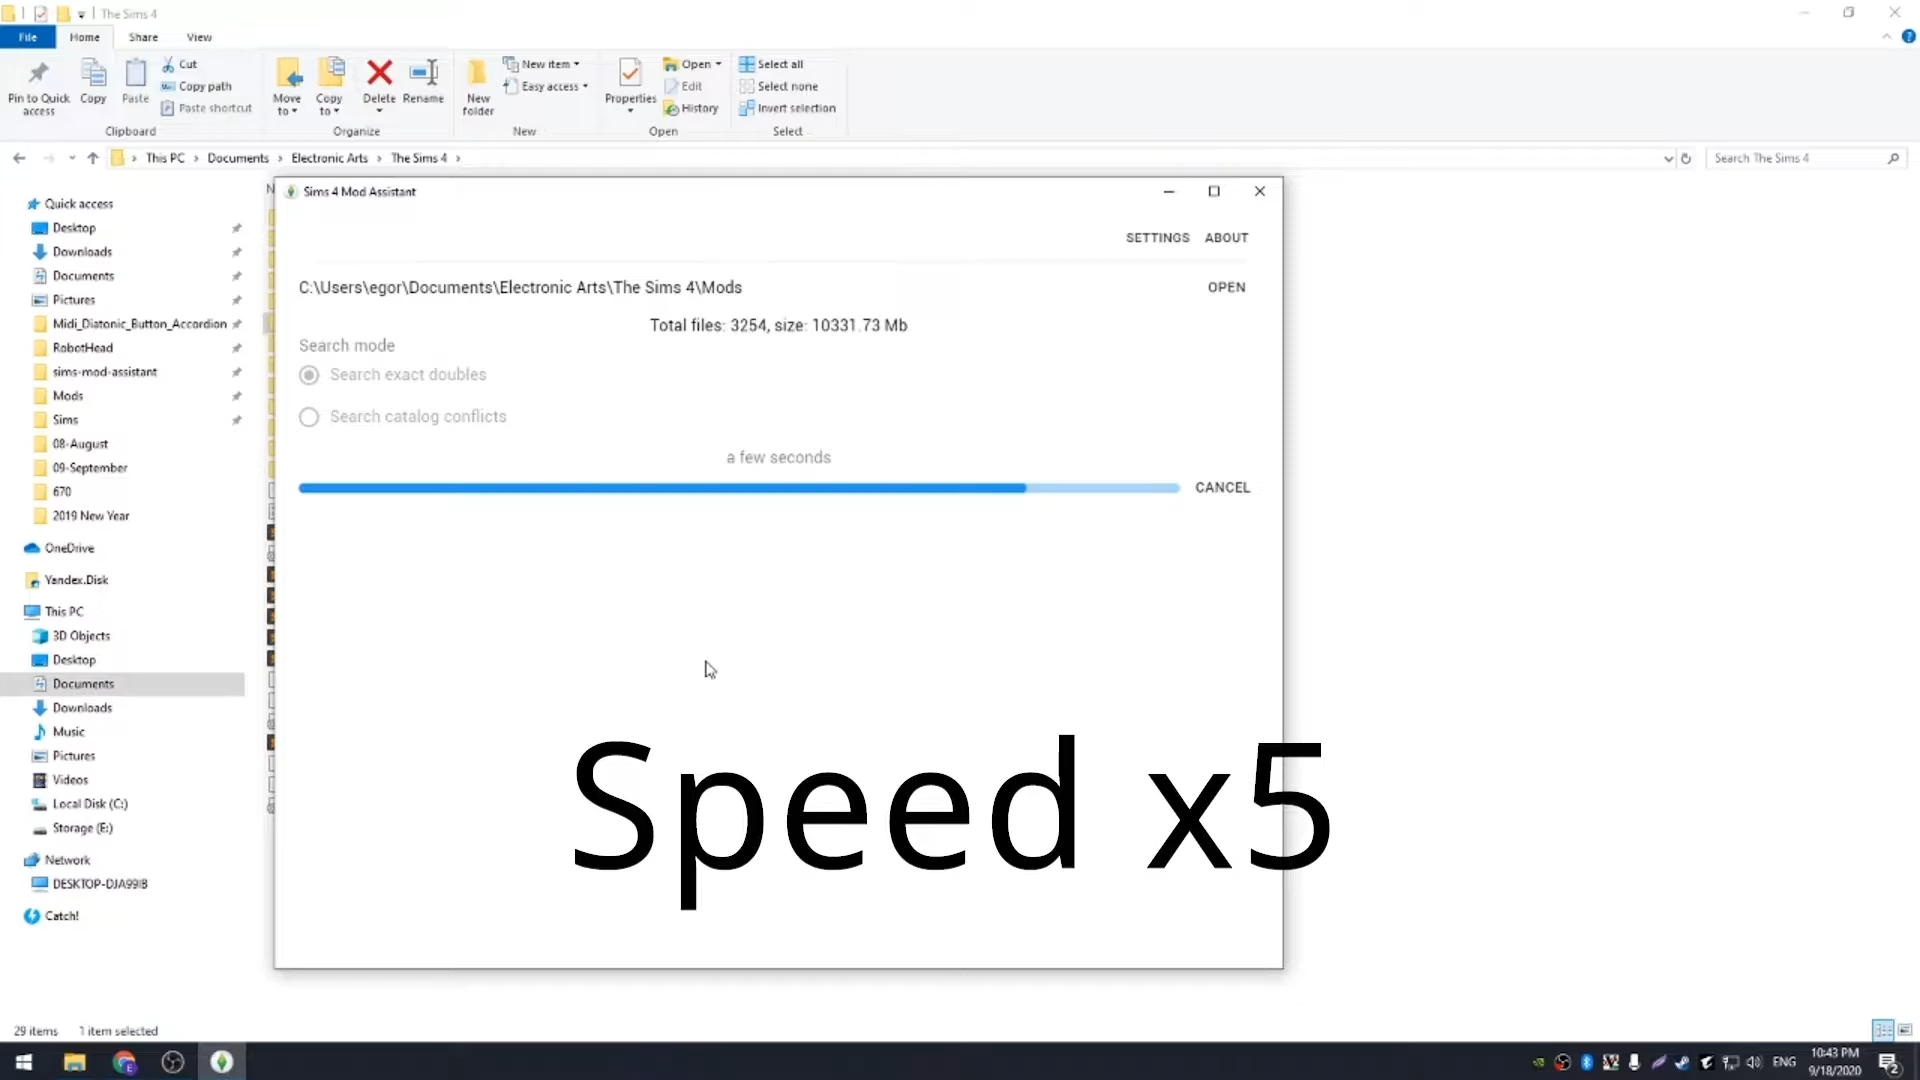 The Sims 4
File Home Share View
Pin to Quick access
Copy
Paste
Cut
Copy path
Paste shortcut
Clipboard
Move to
Copy to
Delete
Rename
Organize
New folder
New item
Easy access
New
Properties
Open
Edit
History
Open
Select all
Select none
Invert selection
Select
This PC > Documents > Electronic Arts > The Sims 4 >
Search The Sims 4
Quick access
Desktop
Downloads
Documents
Pictures
Midi_Diatonic_Button_Accordion
RobotHead
sims-mod-assistant
Mods
Sims
08-August
09-September
670
2019 New Year
OneDrive
Yandex.Disk
This PC
3D Objects
Desktop
Documents
Downloads
Music
Pictures
Videos
Local Disk (C:)
Storage (E:)
Network
DESKTOP-DJA99IB
Catch!
N
Sims 4 Mod Assistant
SETTINGS ABOUT
C:\Users\egor\Documents\Electronic Arts\The Sims 4\Mods
OPEN
Total files: 3254, size: 10331.73 Mb
Search mode
Search exact doubles
Search catalog conflicts
a few seconds
CANCEL
Speed x5
29 items 1 item selected
ENG
10:43 PM
9/18/2020
2